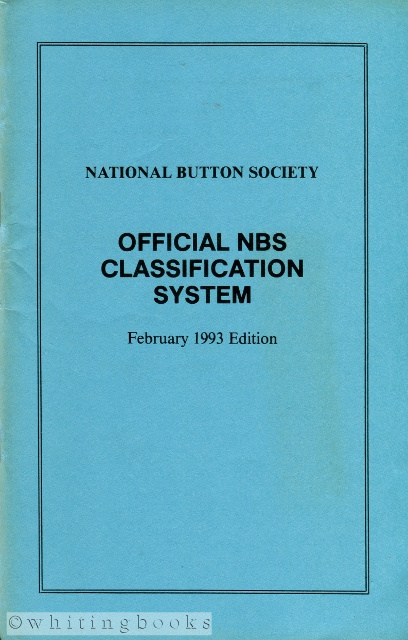 NATIONAL BUTTON SOCIETY
OFFICIAL NBS
CLASSIFICATION
SYSTEM
February 1993 Edition
©whitingbooks